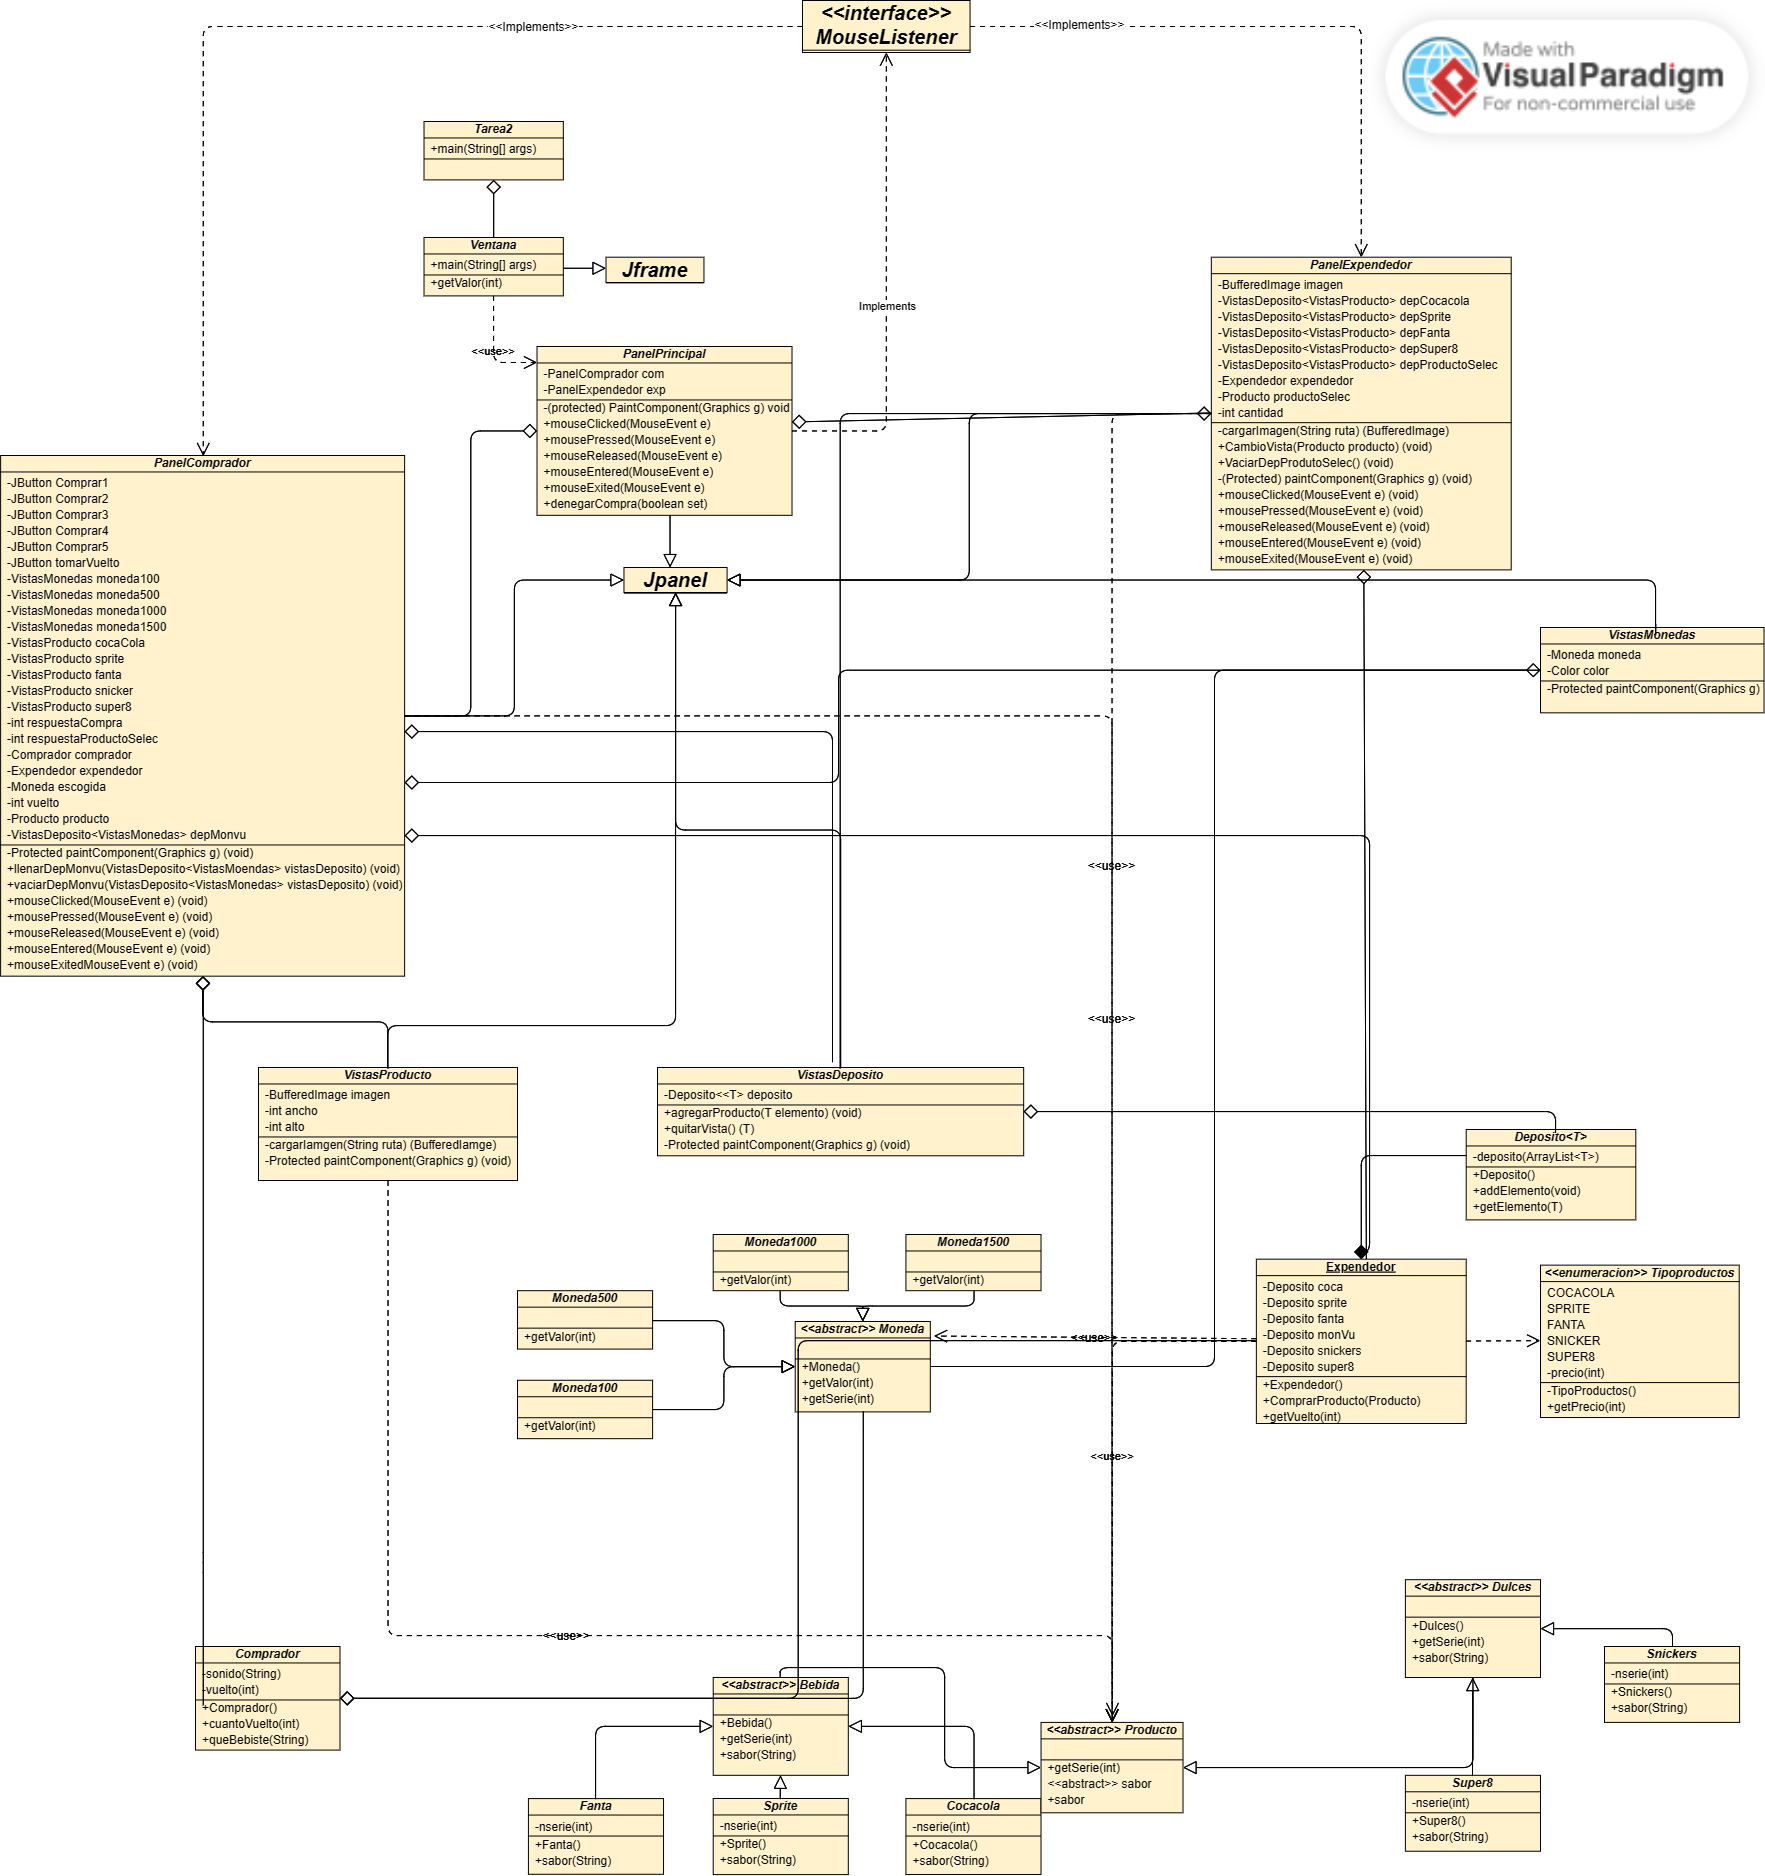 <<interface>>
MouseListener
<<Implements>>
<<Implements>>
Made with
Visual Paradigm
For non-commercial use
Tarea2
+main(String[] args)
Ventana
+main(String[] args)
+getValor(int)
Jframe
<<use>>
Implements
PanelPrincipal
-PanelComprador com
-PanelExpendedor exp
-(protected) PaintComponent(Graphics g) void
+mouseClicked(MouseEvent e)
+mousePressed(MouseEvent e)
+mouseReleased(MouseEvent e)
+mouseEntered(MouseEvent e)
+mouseExited(MouseEvent e)
+denegarCompra(boolean set)
PanelExpendedor
-BufferedImage imagen
-VistasDeposito<VistasProducto> depCocacola
-VistasDeposito<VistasProducto> depSprite
-VistasDeposito<VistasProducto> depFanta
-VistasDeposito<VistasProducto> depSuper8
-VistasDeposito<VistasProducto> depProductoSelec
-Expendedor expendedor
-Producto productoSelec
-int cantidad
-cargarImagen(String ruta) (BufferedImage)
+CambioVista(Producto producto) (void)
+VaciarDepProdutoSelec() (void)
-(Protected) paintComponent(Graphics g) (void)
+mouseClicked(MouseEvent e) (void)
+mousePressed(MouseEvent e) (void)
+mouseReleased(MouseEvent e) (void)
+mouseEntered(MouseEvent e) (void)
+mouseExited(MouseEvent e) (void)
PanelComprador
-JButton Comprar1
-JButton Comprar2
-JButton Comprar3
-JButton Comprar4
-JButton Comprar5
-JButton tomarVuelto
-VistasMonedas moneda100
-VistasMonedas moneda500
-VistasMonedas moneda1000
-VistasMonedas moneda1500
-VistasProducto cocaCola
-VistasProducto sprite
-VistasProducto fanta
-VistasProducto snicker
-VistasProducto super8
-int respuestaCompra
-int respuestaProductoSelec
-Comprador comprador
-Expendedor expendedor
-Moneda escogida
-int vuelto
-Producto producto
-VistasDeposito<VistasMonedas> depMonvu
-Protected paintComponent(Graphics g) (void)
+llenarDepMonvu(VistasDeposito<VistasMoendas> vistasDeposito) (void)
+vaciarDepMonvu(VistasDeposito<VistasMonedas> vistasDeposito) (void)
+mouseClicked(MouseEvent e) (void)
+mousePressed(MouseEvent e) (void)
+mouseReleased(MouseEvent e) (void)
+mouseEntered(MouseEvent e) (void)
+mouseExitedMouseEvent e) (void)
Jpanel
VistasMonedas
-Moneda moneda
-Color color
-Protected paintComponent(Graphics g)
<<use>>
<<use>>
VistasProducto
-BufferedImage imagen
-int ancho
-int alto
-cargarIamgen(String ruta) (BufferedIamge)
-Protected paintComponent(Graphics g) (void)
VistasDeposito
-Deposito<<T> deposito
+agregarProducto(T elemento) (void)
+quitarVista() (T)
-Protected paintComponent(Graphics g) (void)
Deposito<T>
-deposito(ArrayList<T>)
+Deposito()
+addElemento(void)
+getElemento(T)
Moneda1000
+getValor(int)
Moneda1500
+getValor(int)
Moneda500
+getValor(int)
Moneda100
+getValor(int)
<<abstract>> Moneda
+Moneda()
+getValor(int)
+getSerie(int)
<<use>>
Expendedor
-Deposito coca
-Deposito sprite
-Deposito fanta
-Deposito monVu
-Deposito snickers
-Deposito super8
+Expendedor()
+ComprarProducto(Producto)
+getVuelto(int)
<<enumeracion>> Tipoproductos
COCACOLA
SPRITE
FANTA
SNICKER
SUPER8
-precio(int)
-TipoProductos()
+getPrecio(int)
<<use>>
<<use>>
<<abstract>> Dulces
+Dulces()
+getSerie(int)
+sabor(String)
Snickers
-nserie(int)
+Snickers()
+sabor(String)
Comprador
-sonido(String)
-vuelto(int)
+Comprador()
+cuantoVuelto(int)
+queBebiste(String)
<<abstract>> Bebida
+Bebida()
+getSerie(int)
+sabor(String)
<<abstract>> Producto
+getSerie(int)
<<abstract>> sabor
+sabor
Fanta
-nserie(int)
+Fanta()
+sabor(String)
Sprite
-nserie(int)
+Sprite()
+sabor(String)
Cocacola
-nserie(int)
+Cocacola()
+sabor(String)
Super8
-nserie(int)
+Super8()
+sabor(String)